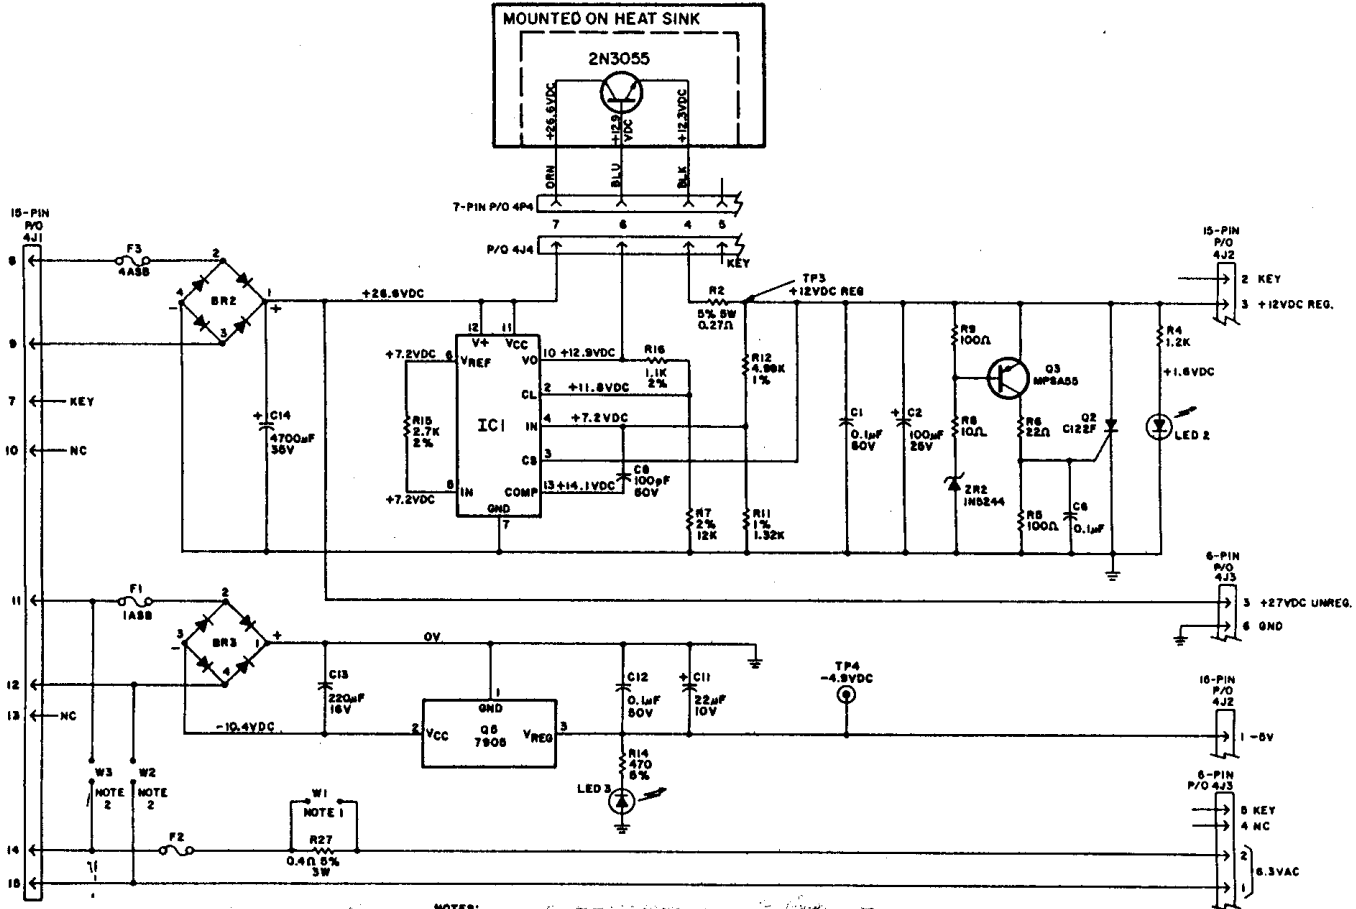 MOUNTED ON HEAT SINK
2N3055
+26.6VDC
+12.9 VDC
+12.3VDC
ORN
BLU
BLK
7-PIN P/O 4P4
7 6 4 5
P/O 4J4
KEY
15-PIN
P/O
4J1
F3
4ASB
8
2
4
BR2
1
-
+
3
9
7 KEY
10 NC
+26.6VDC
C14
4700µF
35V
12
V+
11
VCC
+7.2VDC
6
VREF
R15
2.7K
2%
+7.2VDC
5
IN
IC1
VO
10
+12.9VDC
CL
2
+11.8VDC
IN
4
+7.2VDC
CS
3
COMP
13
+14.1VDC
GND
7
R16
1.1K
2%
C9
100pF
50V
R17
2%
12K
R2
5% 5W
0.27Ω
TP3
+12VDC REG
R12
4.99K
1%
R11
1%
1.32K
C1
0.1µF
50V
C2
100µF
25V
R9
100Ω
R8
10Ω
ZR2
1N5244
Q3
MPSA55
R6
22Ω
R5
100Ω
C6
0.1µF
Q2
C122F
R4
1.2K
+1.6VDC
LED 2
15-PIN
P/O
4J2
2 KEY
3 +12VDC REG.
6-PIN
P/O
4J3
3 +27VDC UNREG.
6 GND
11
F1
1ASB
2
3
BR3
1
-
+
4
12
13 NC
0V
-10.4VDC
C13
220µF
16V
1
GND
2
VCC
Q5
7905
VREG
3
C12
0.1µF
50V
C11
22µF
10V
TP4
-4.9VDC
R14
470
5%
LED 3
15-PIN
P/O
4J2
1 -5V
W3
NOTE
2
W2
NOTE
2
W1
NOTE 1
14
F2
R27
0.4Ω 5%
3W
15
6-PIN
P/O 4J3
5 KEY
4 NC
2
1
6.3VAC
NOTES: